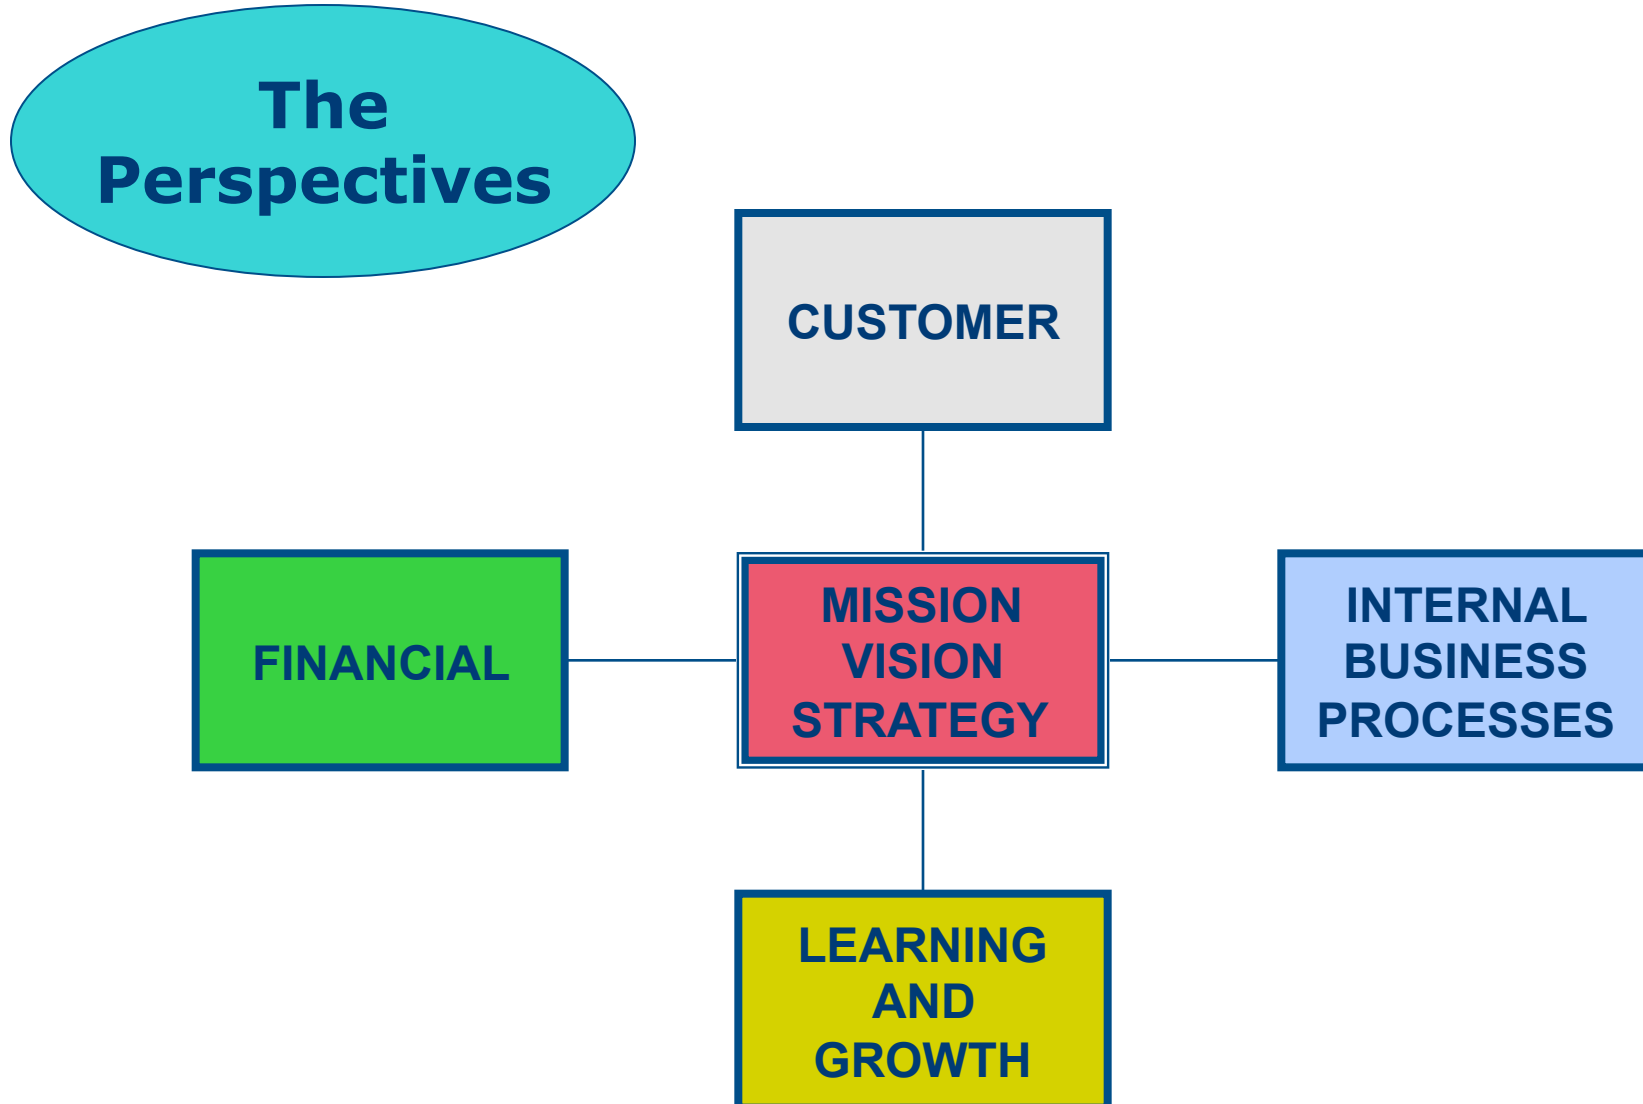 The
Perspectives
CUSTOMER
FINANCIAL
MISSION
VISION
STRATEGY
INTERNAL
BUSINESS
PROCESSES
LEARNING
AND
GROWTH